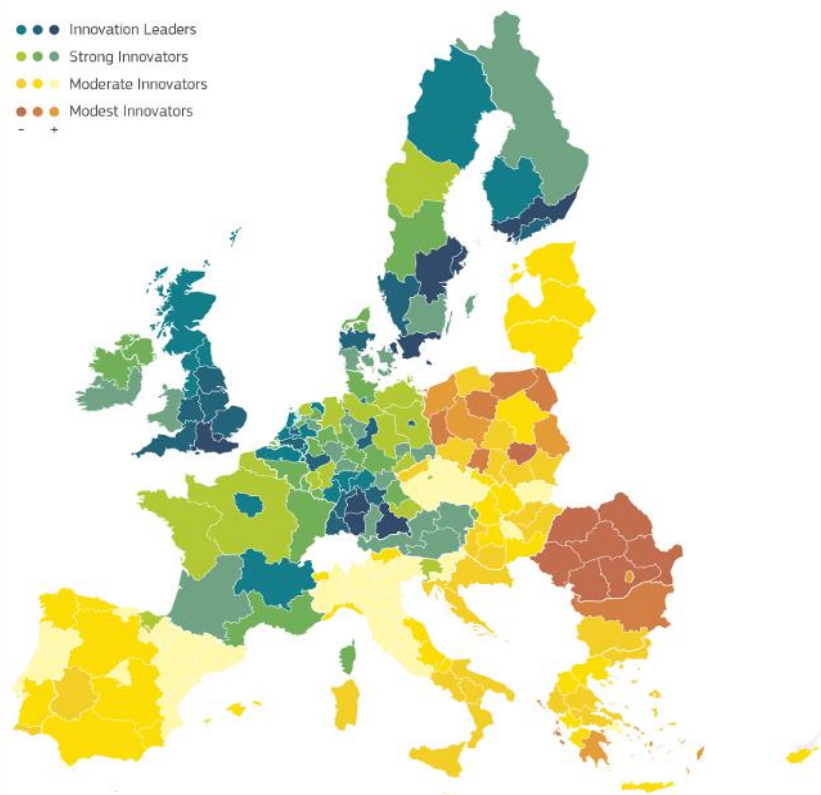 Innovation Leaders
Strong Innovators
Moderate Innovators
Modest Innovators
- +